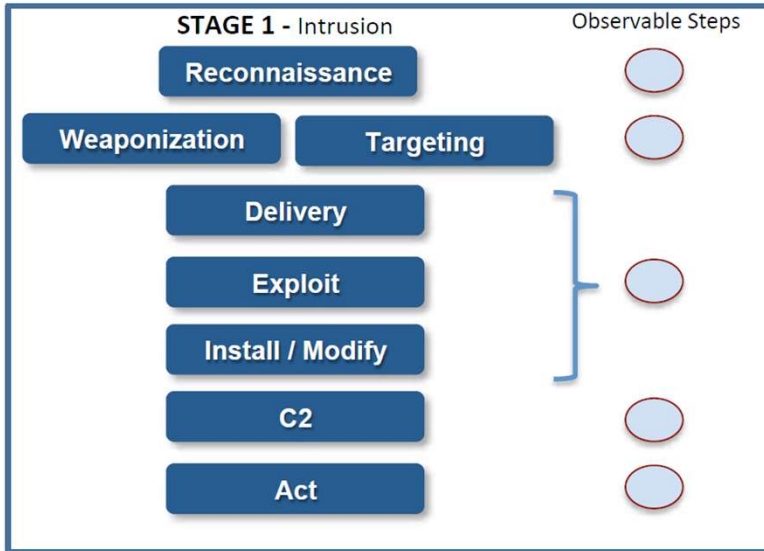 STAGE 1 - Intrusion
Observable Steps
Reconnaissance
Weaponization
Targeting
Delivery
Exploit
Install / Modify
C2
Act